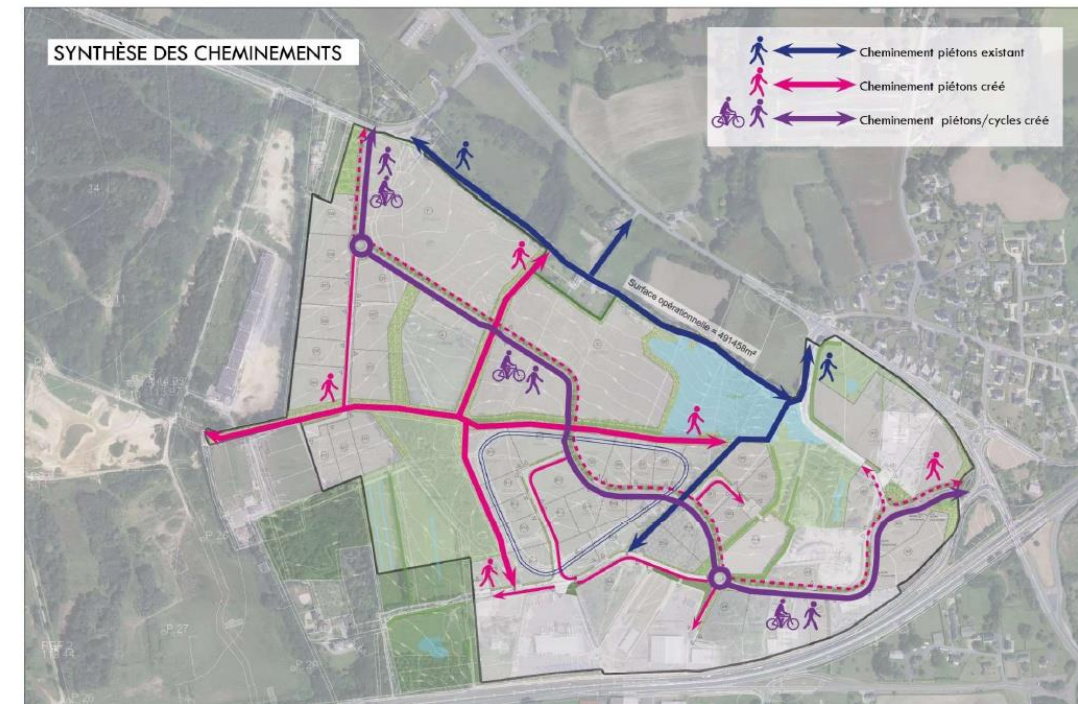 SYNTHÈSE DES CHEMINEMENTS
Cheminement piétons existant
Cheminement piétons créé
Cheminement piétons/cycles créé
Surface opérationnelle = 491458m²